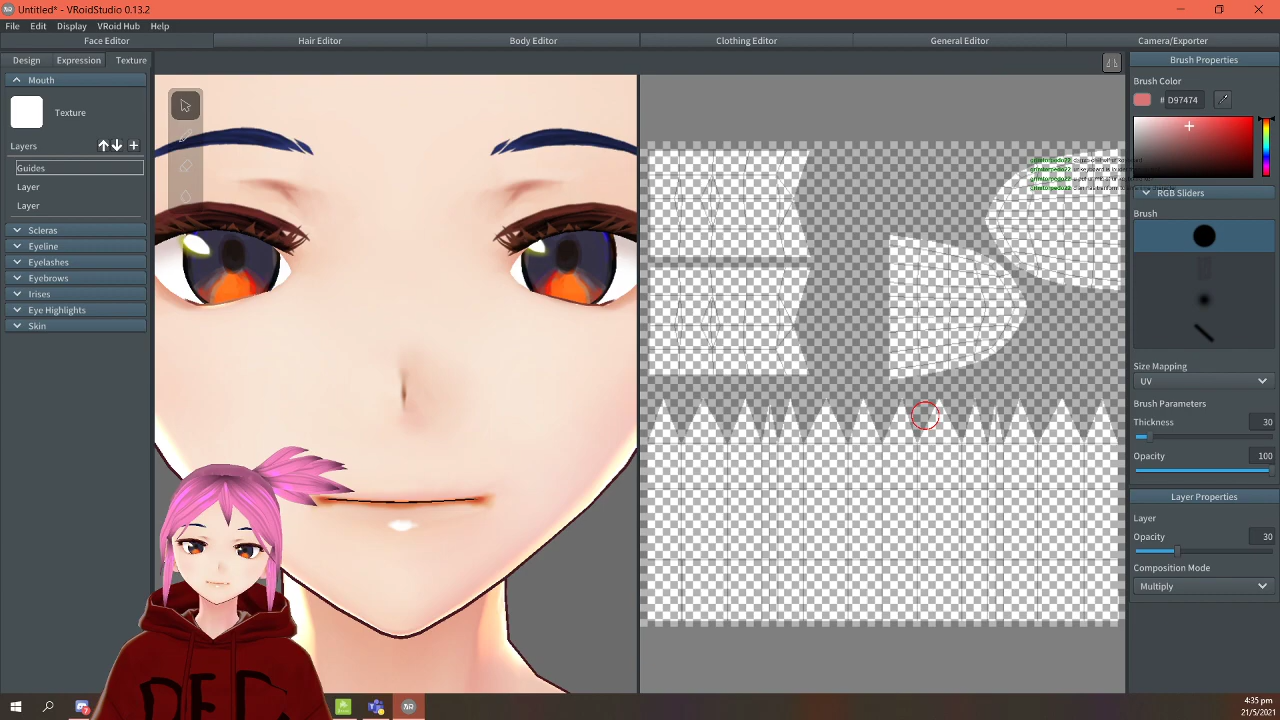 Untitled* - VRoidStudio 0.13.2
File Edit Display VRoid Hub Help
Face Editor Hair Editor Body Editor Clothing Editor General Editor Camera/Exporter
Design Expression Texture
Mouth
Texture
Layers
Guides
Layer
Layer
Scleras
Eyeline
Eyelashes
Eyebrows
Irises
Eye Highlights
Skin
Brush Properties
Brush Color
# D97474
RGB Sliders
Brush
Size Mapping
UV
Brush Parameters
Thickness 30
Opacity 100
Layer Properties
Layer
Opacity 30
Composition Mode
Multiply
4:35 pm
21/5/2021